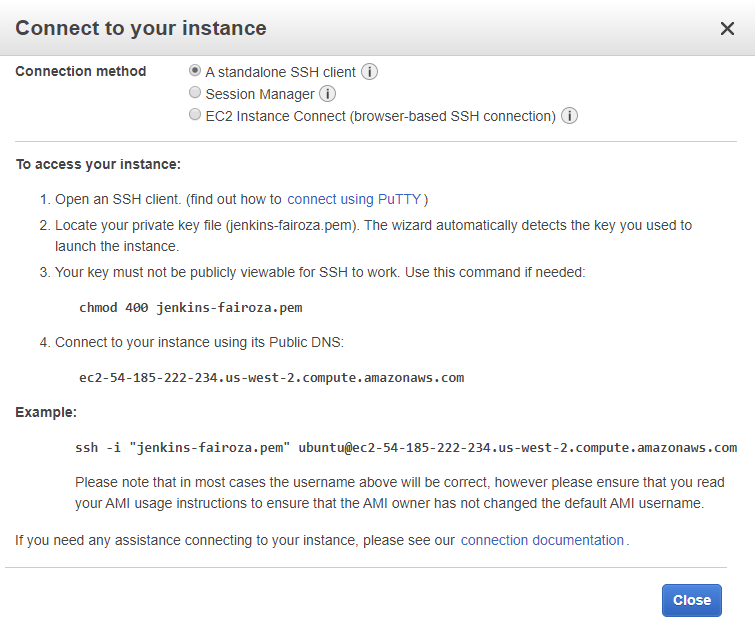 Connect to your instance
Connection method
A standalone SSH client
Session Manager
EC2 Instance Connect (browser-based SSH connection)
To access your instance:
1. Open an SSH client. (find out how to connect using PuTTY)
2. Locate your private key file (jenkins-fairoza.pem). The wizard automatically detects the key you used to
launch the instance.
3. Your key must not be publicly viewable for SSH to work. Use this command if needed:
chmod 400 jenkins-fairoza.pem
4. Connect to your instance using its Public DNS:
ec2-54-185-222-234.us-west-2.compute.amazonaws.com
Example:
ssh -i "jenkins-fairoza.pem" ubuntu@ec2-54-185-222-234.us-west-2.compute.amazonaws.com
Please note that in most cases the username above will be correct, however please ensure that you read
your AMI usage instructions to ensure that the AMI owner has not changed the default AMI username.
If you need any assistance connecting to your instance, please see our connection documentation.
Close